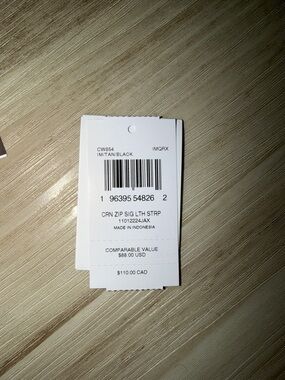 CW854 IMQRX
IM/TAN/BLACK
1 96395 54826 2
CRN ZIP SIG LTH STRP
11012224JAX
MADE IN INDONESIA
COMPARABLE VALUE
$88.00 USD
$110.00 CAD